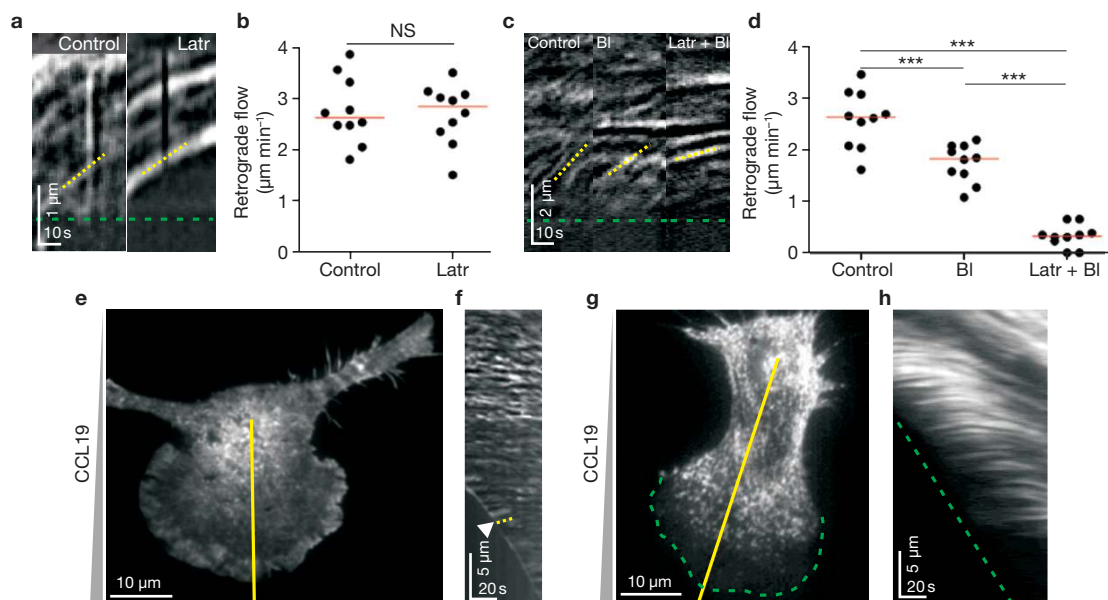 a
Control
Latr
1 µm
10 s
b
NS
Retrograde flow
(µm min⁻¹)
4
3
2
1
0
Control
Latr
c
Control
Bl
Latr + Bl
2 µm
10 s
d
***
***
***
Retrograde flow
(µm min⁻¹)
4
3
2
1
0
Control
Bl
Latr + Bl
e
CCL19
10 µm
f
5 µm
20 s
g
CCL19
10 µm
h
5 µm
20 s